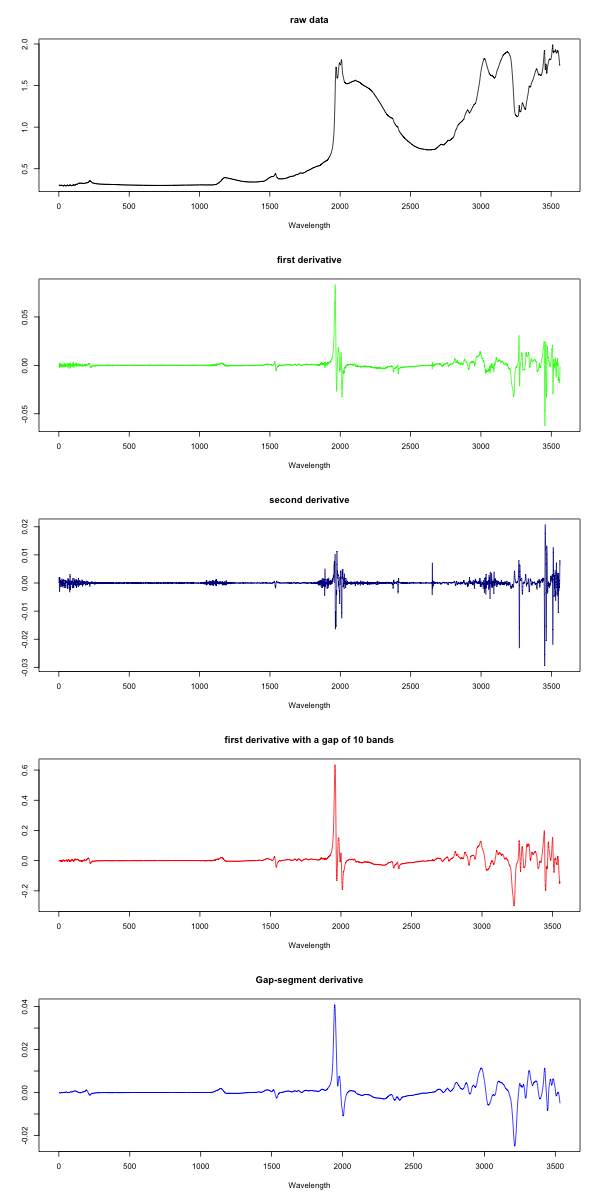 raw data
2.0
1.5
1.0
0.5
0 500 1000 1500 2000 2500 3000 3500
Wavelength
first derivative
0.05
0.00
-0.05
0 500 1000 1500 2000 2500 3000 3500
Wavelength
second derivative
0.02
0.01
0.00
-0.01
-0.02
-0.03
0 500 1000 1500 2000 2500 3000 3500
Wavelength
first derivative with a gap of 10 bands
0.6
0.4
0.2
0.0
-0.2
0 500 1000 1500 2000 2500 3000 3500
Wavelength
Gap-segment derivative
0.04
0.02
0.00
-0.02
0 500 1000 1500 2000 2500 3000 3500
Wavelength